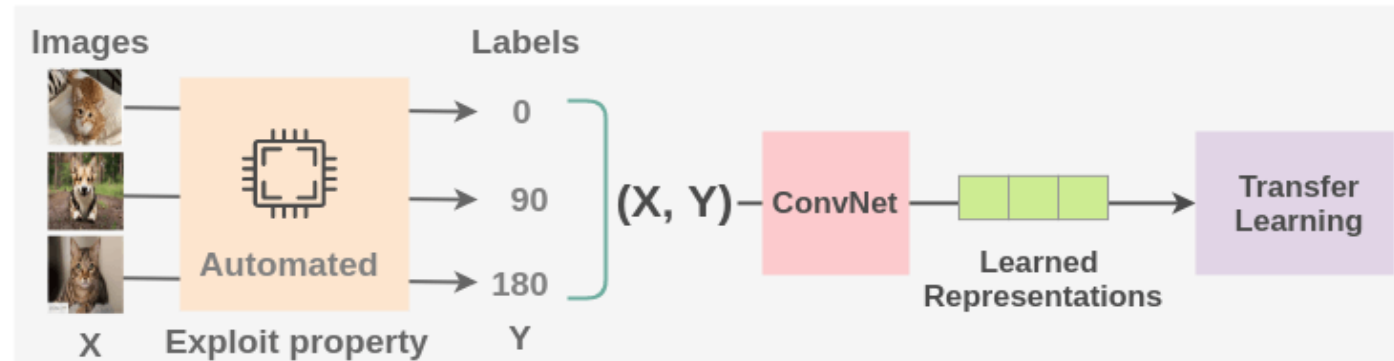 Images
Labels
0
90
180
Automated
X
Exploit property
Y
(X, Y)
ConvNet
Learned
Representations
Transfer
Learning